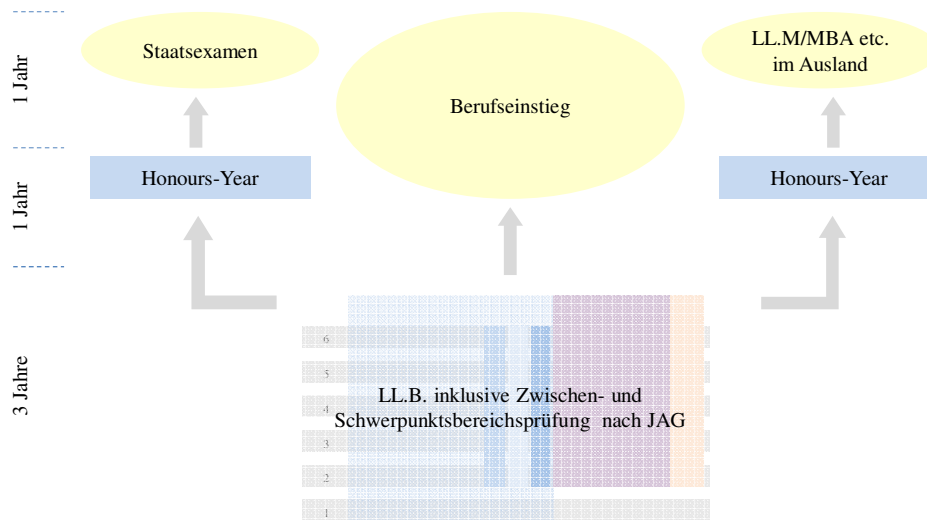 1 Jahr
Staatsexamen
Berufseinstieg
LL.M/MBA etc.
im Ausland
1 Jahr
Honours-Year
Honours-Year
3 Jahre
6
5
LL.B. inklusive Zwischen- und
4
Schwerpunktsbereichsprüfung nach JAG
3
2
1